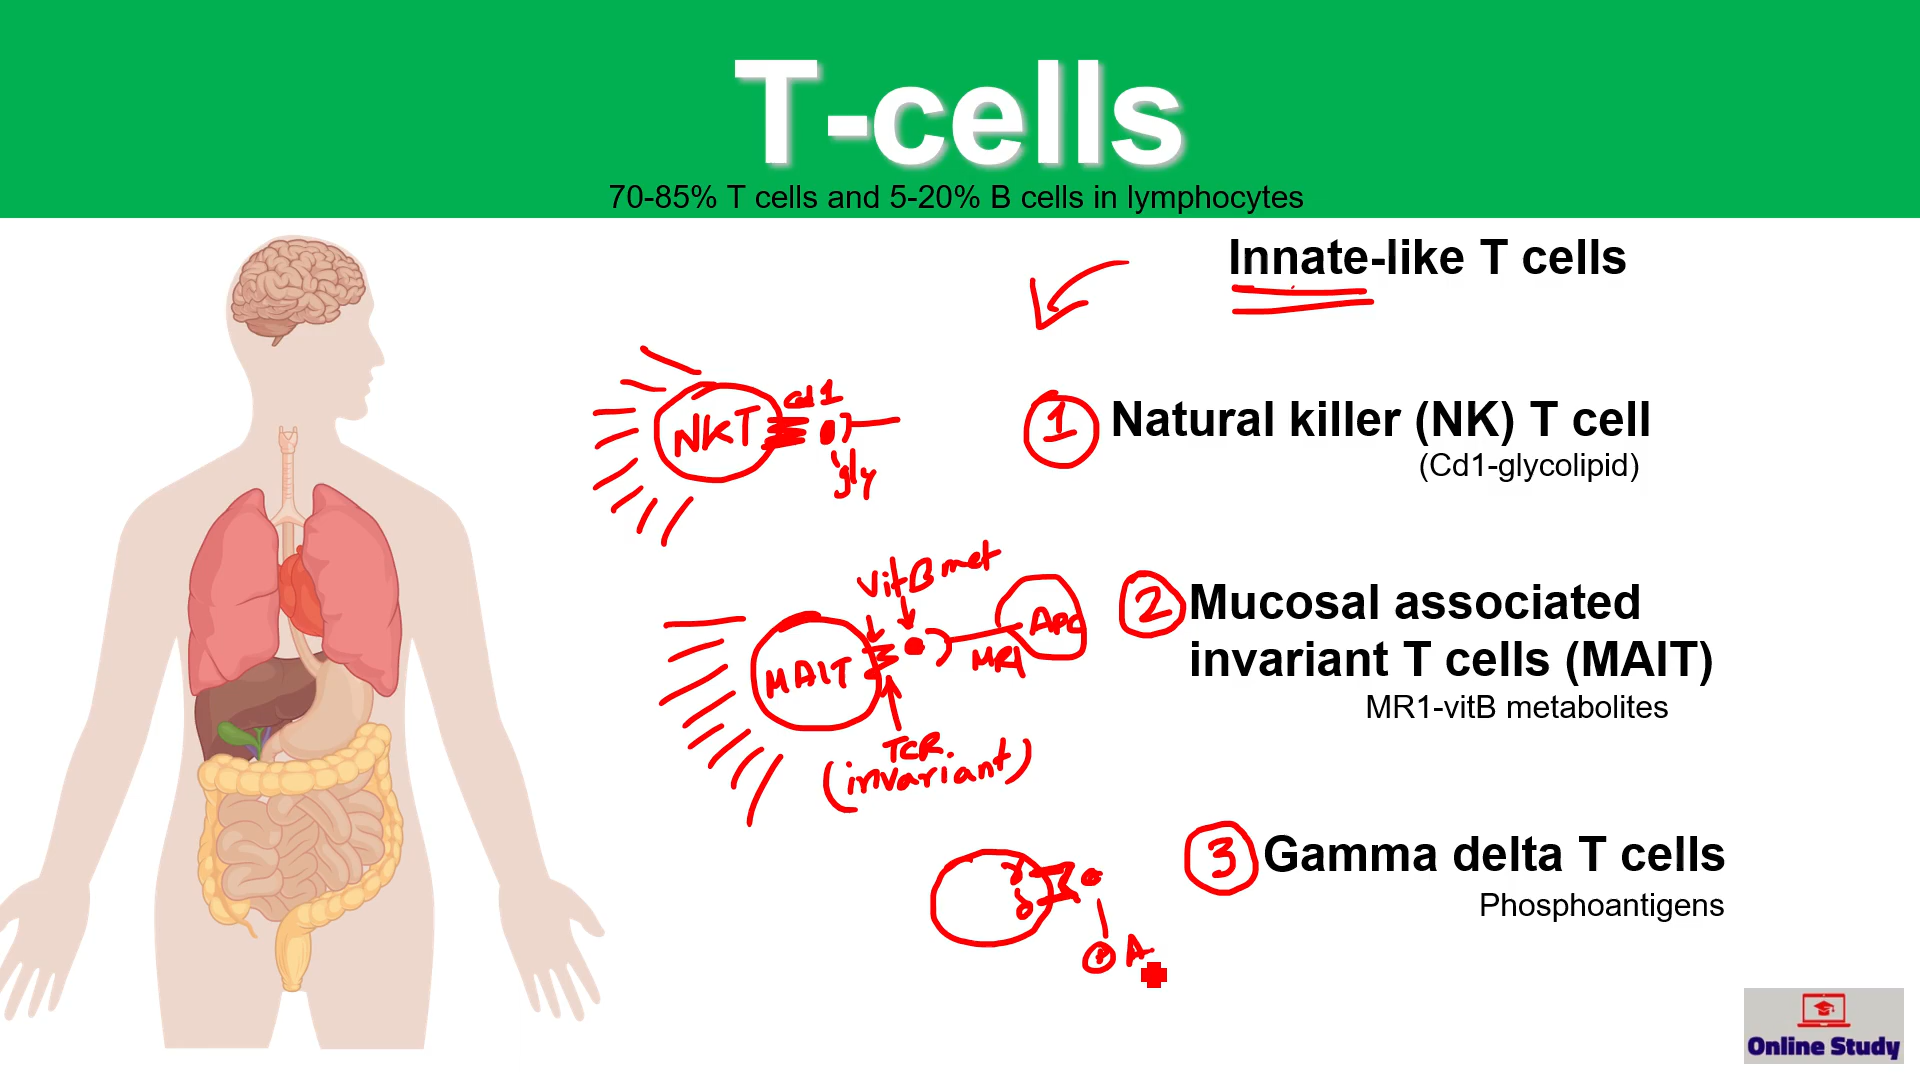 T-cells
70-85% T cells and 5-20% B cells in lymphocytes
Innate-like T cells
1 Natural killer (NK) T cell
(Cd1-glycolipid)
NKT
cd1
gly
2 Mucosal associated
invariant T cells (MAIT)
MR1-vitB metabolites
vitB met
MAIT
APC
MR1
TCR
(invariant)
3 Gamma delta T cells
Phosphoantigens
γ
δ
P A
Online Study